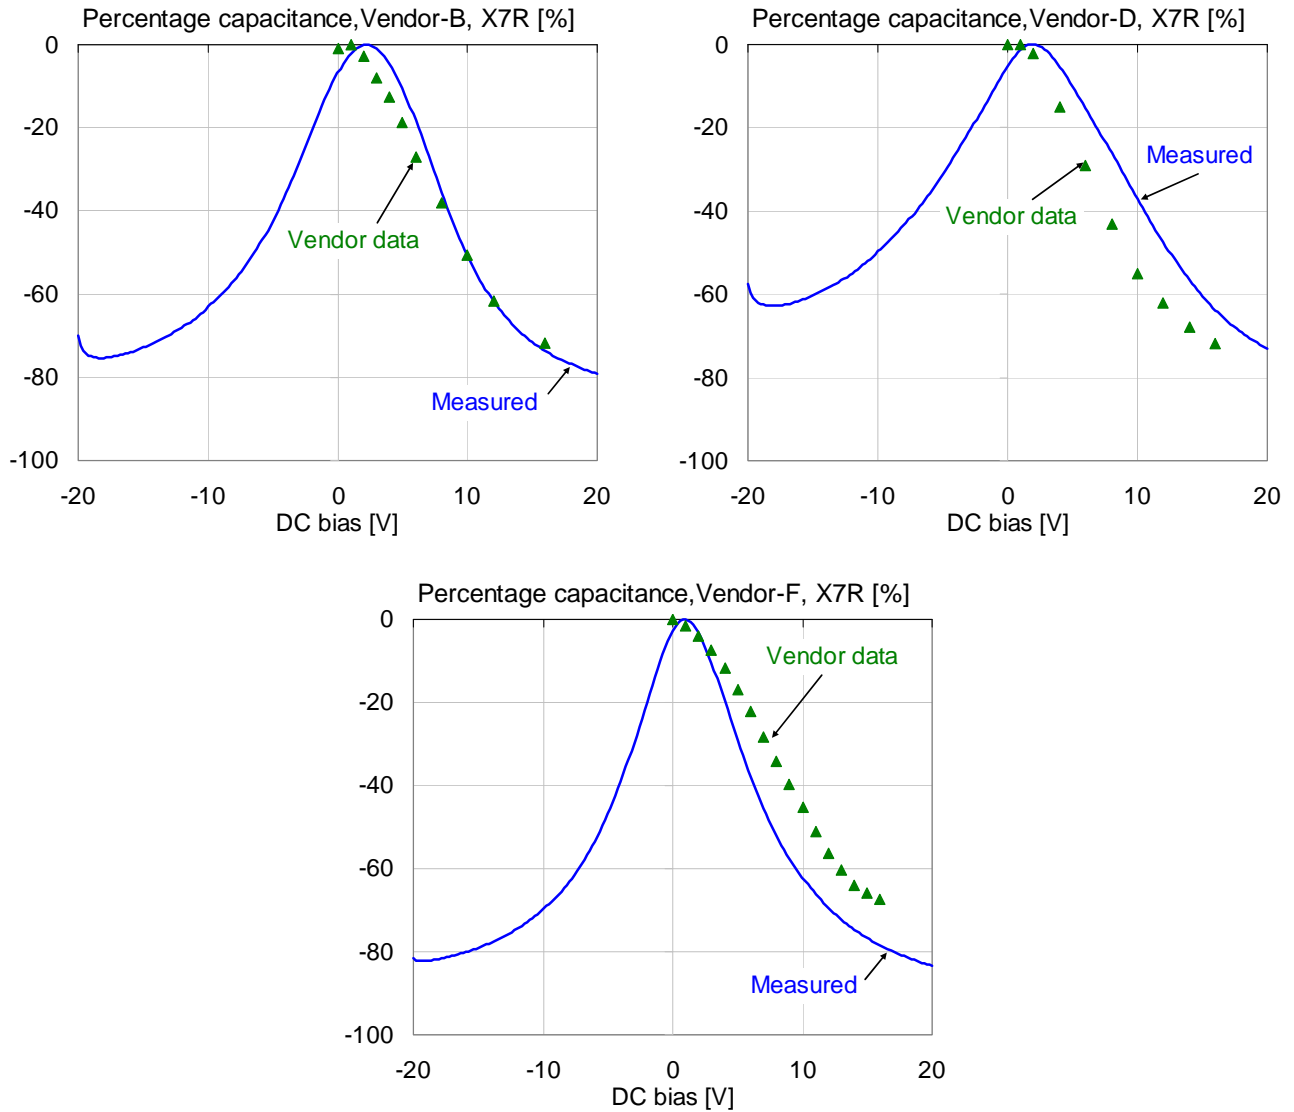 Percentage capacitance,Vendor-B, X7R [%]
0
-20
-40
-60
-80
-100
Vendor data
Measured
-20 -10 0 10 20
DC bias [V]
Percentage capacitance,Vendor-D, X7R [%]
0
-20
-40
-60
-80
-100
Measured
Vendor data
-20 -10 0 10 20
DC bias [V]
Percentage capacitance,Vendor-F, X7R [%]
0
-20
-40
-60
-80
-100
Vendor data
Measured
-20 -10 0 10 20
DC bias [V]